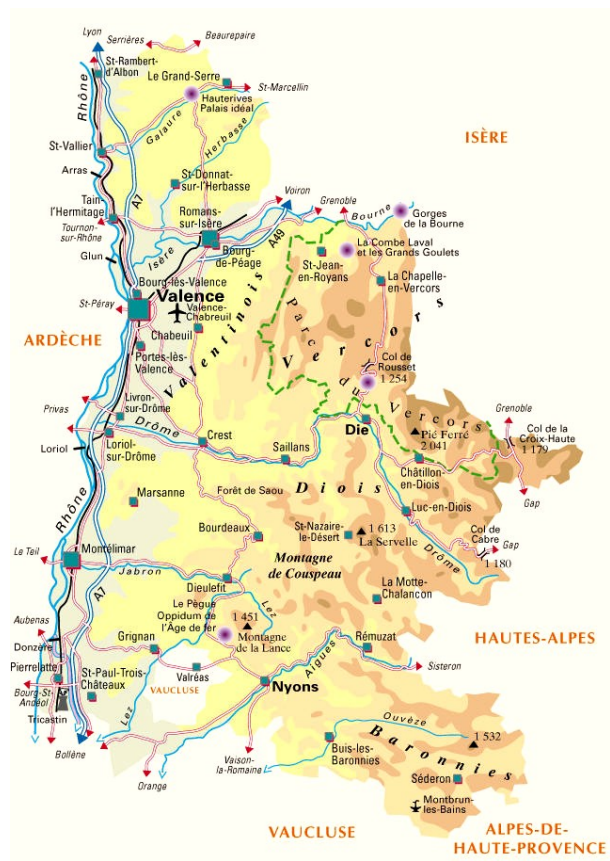 Lyon
Serrières
Beaurepaire
St-Rambert-
d'Albon
Le Grand-Serre
St-Marcellin
Hauterives
Palais idéal
Rhône
Galaure
Herbasse
ISÈRE
St-Vallier
Arras
St-Donnat-
sur-l'Herbasse
A7
Tain-
l'Hermitage
Tournon-
sur-Rhône
Romans-
sur-Isère
Voiron
Grenoble
Bourne
Gorges
de la Bourne
A49
Glun
Isère
Bourg-
de-Péage
St-Jean-
en-Royans
La Combe Laval
et les Grands Goulets
Bourg-lès-Valence
La Chapelle-
en-Vercors
St-Péray
Valence
Valence-
Chabreuil
Valentinois
Parc
du
Vercors
Vercors
ARDÈCHE
Chabeuil
Portes-lès-
Valence
Col de
Rousset
1 254
Privas
Livron-
sur-Drôme
Drôme
Die
Pié Ferré
2 041
Grenoble
Col de la
Croix-Haute
1 179
Loriol
Loriol-
sur-Drôme
Crest
Saillans
Châtillon-
en-Diois
Gap
Marsanne
Forêt de Saou
Diois
Luc-en-Diois
Rhône
Bourdeaux
St-Nazaire-
le-Désert
1 613
La Servelle
Col de
Cabre
Gap
1 180
Drôme
Le Teil
Montélimar
Montagne
de Couspeau
Jabron
Dieulefit
La Motte-
Chalancon
A7
Le Pègue
Oppidum de
l'Âge de fer
Lez
1 451
Montagne
de la Lance
Aubenas
Donzère
Grignan
Rémuzat
HAUTES-ALPES
Pierrelatte
Aigues
Sisteron
Bourg-St-
Andéol
St-Paul-Trois-
Châteaux
Valréas
VAUCLUSE
Nyons
Tricastin
Lez
Ouvèze
Bollène
Orange
Vaison-
la-Romaine
Buis-les-
Baronnies
Baronnies
1 532
Séderon
Montbrun-
les-Bains
VAUCLUSE
ALPES-DE-
HAUTE-PROVENCE